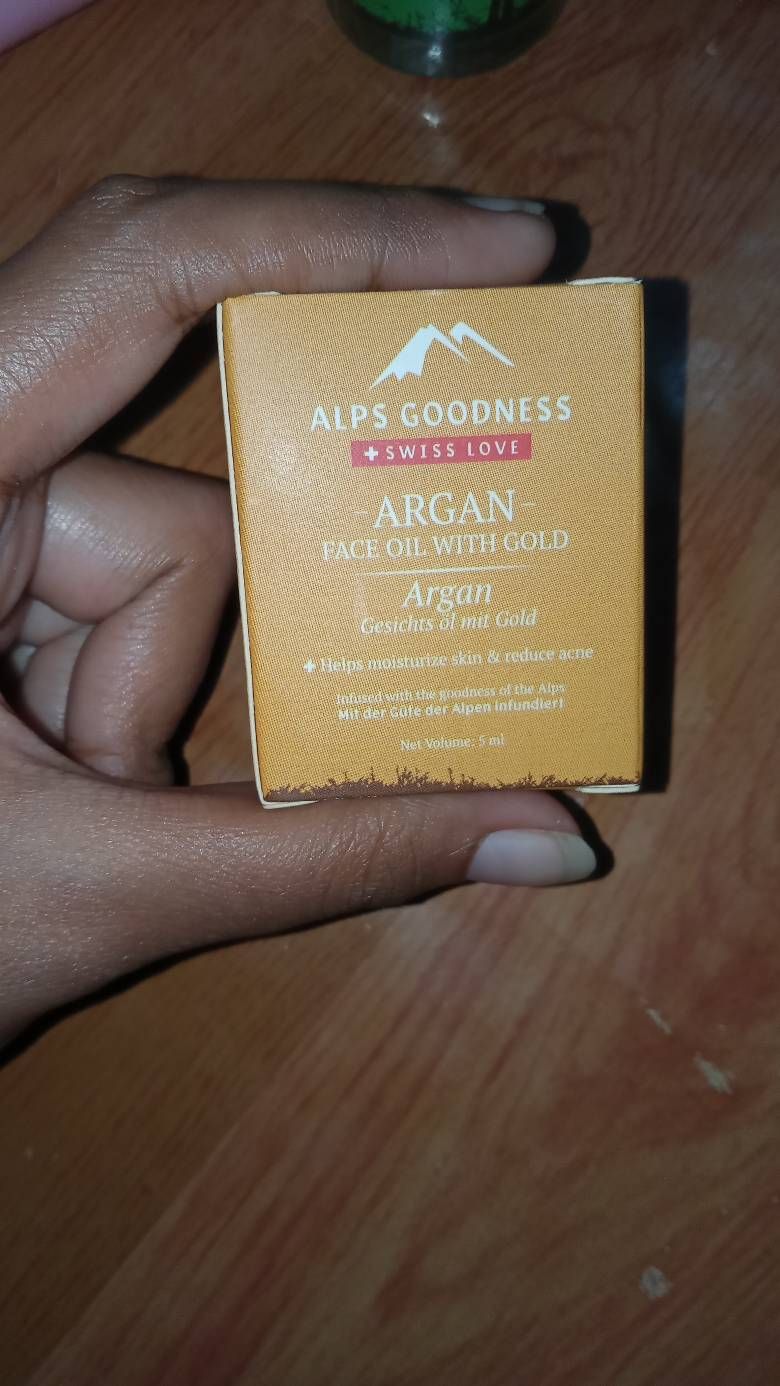 ALPS GOODNESS
+ SWISS LOVE
- ARGAN -
FACE OIL WITH GOLD
Argan
Gesichts öl mit Gold
+ Helps moisturize skin & reduce acne
Infused with the goodness of the Alps
Mit der Güte der Alpen infundiert
Net Volume: 5 ml